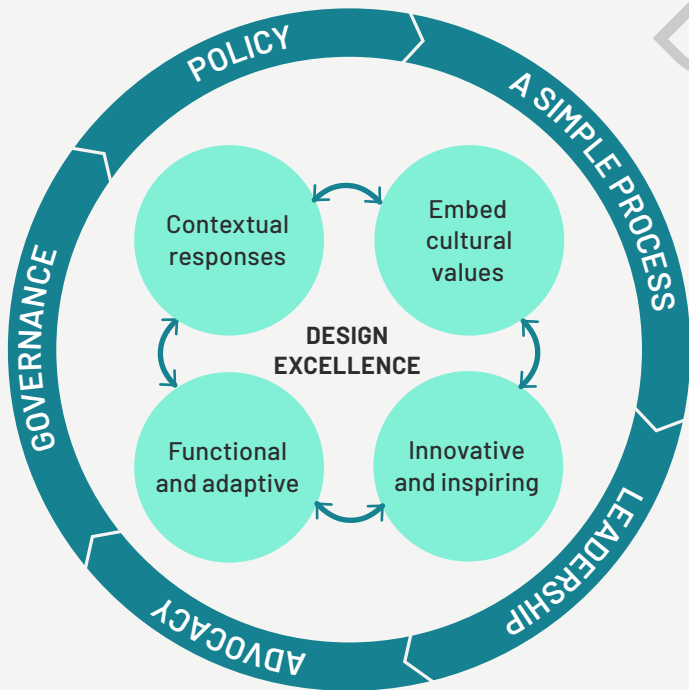 POLICY
A SIMPLE PROCESS
LEADERSHIP
ADVOCACY
GOVERNANCE
Contextual
responses
Embed
cultural
values
DESIGN
EXCELLENCE
Functional
and adaptive
Innovative
and inspiring